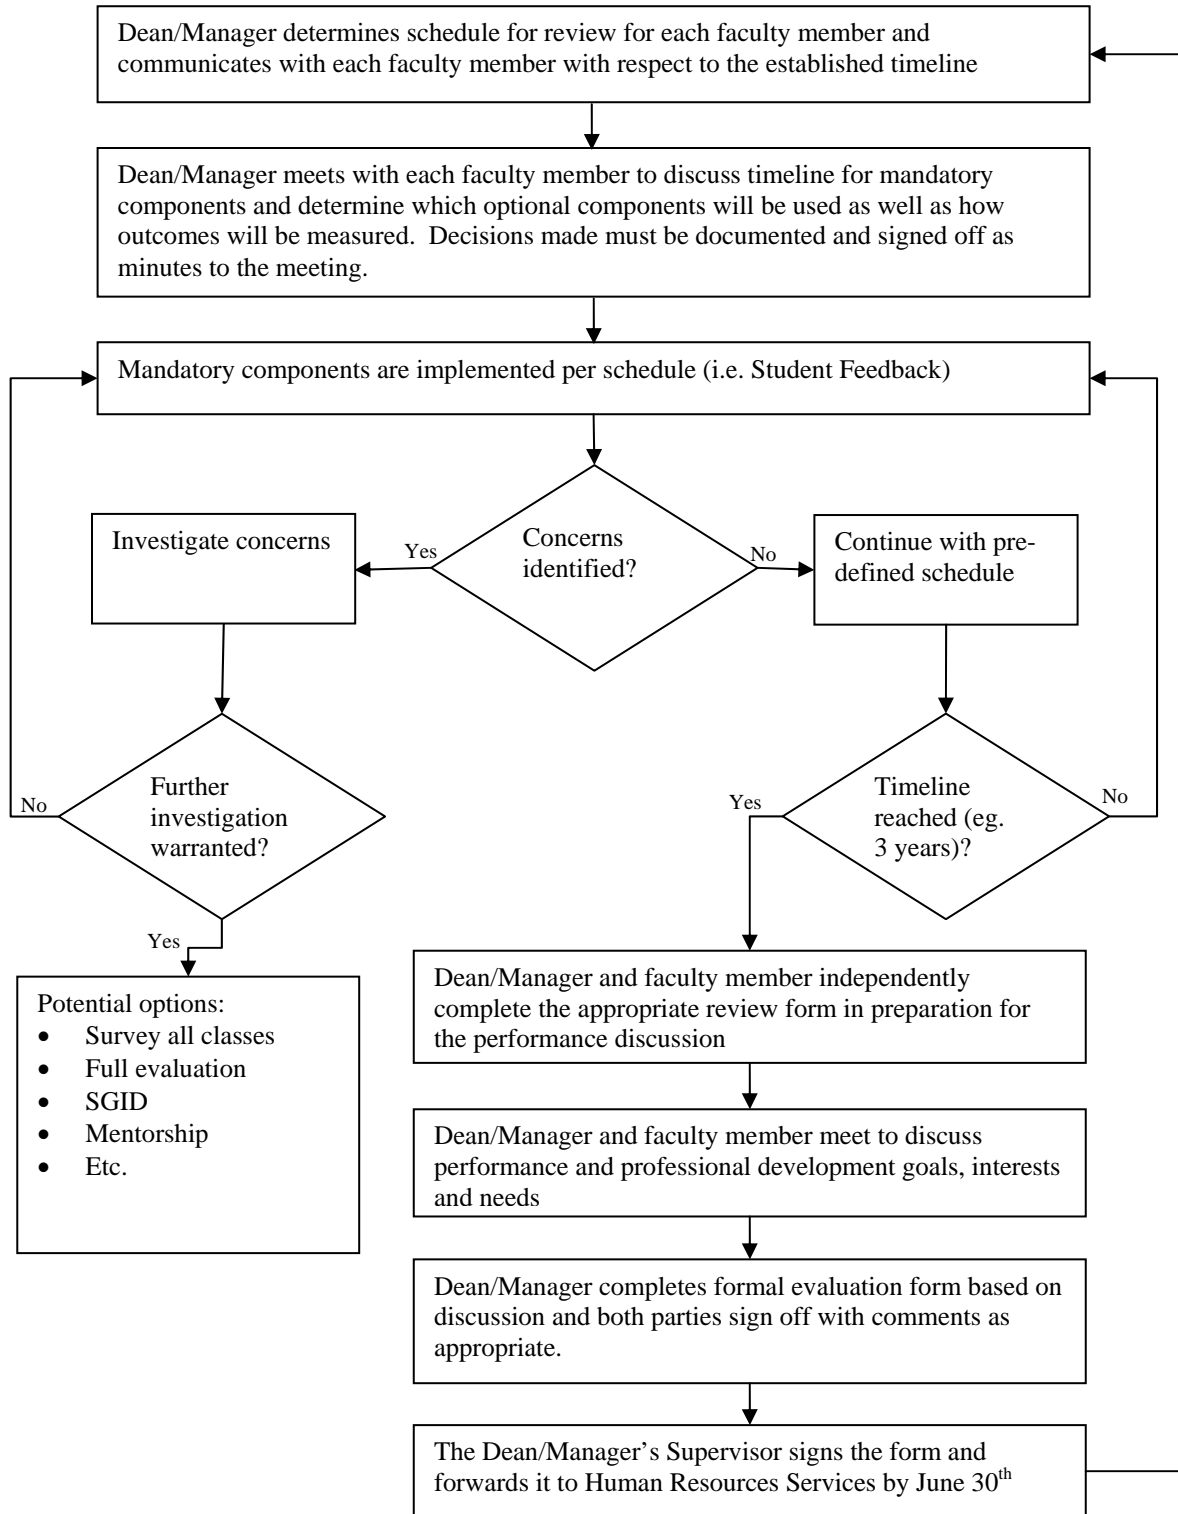 Dean/Manager determines schedule for review for each faculty member and
communicates with each faculty member with respect to the established timeline
Dean/Manager meets with each faculty member to discuss timeline for mandatory
components and determine which optional components will be used as well as how
outcomes will be measured.  Decisions made must be documented and signed off as
minutes to the meeting.
Mandatory components are implemented per schedule (i.e. Student Feedback)
Investigate concerns
Yes
Concerns
identified?
No
Continue with pre-
defined schedule
No
Further
investigation
warranted?
Yes
Yes
Timeline
reached (eg.
3 years)?
No
Potential options:
• Survey all classes
• Full evaluation
• SGID
• Mentorship
• Etc.
Dean/Manager and faculty member independently
complete the appropriate review form in preparation for
the performance discussion
Dean/Manager and faculty member meet to discuss
performance and professional development goals, interests
and needs
Dean/Manager completes formal evaluation form based on
discussion and both parties sign off with comments as
appropriate.
The Dean/Manager's Supervisor signs the form and
forwards it to Human Resources Services by June 30th